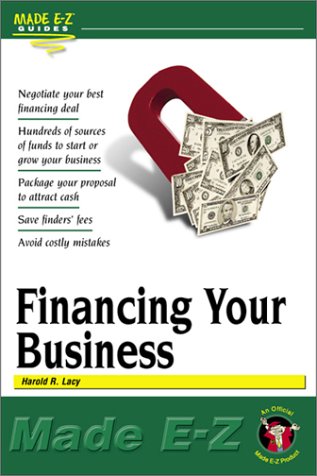 MADE E-Z™
GUIDES
Negotiate your best
financing deal
Hundreds of sources
of funds to start or
grow your business
Package your proposal
to attract cash
Save finders' fees
Avoid costly mistakes
Financing Your
Business
Harold R. Lacy
Made E-Z
An Official
Made E-Z Product